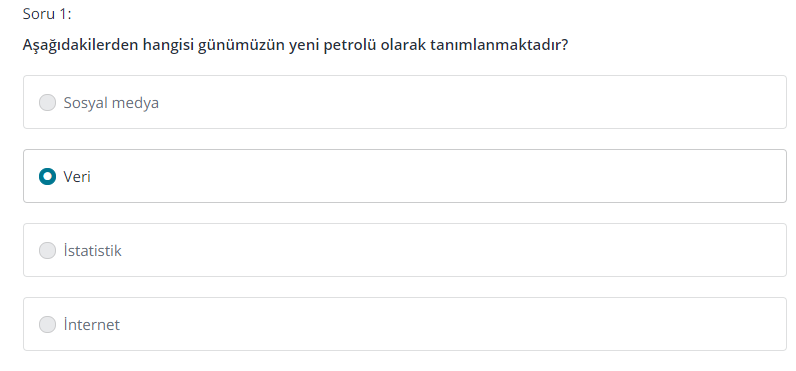 Soru 1:
Aşağıdakilerden hangisi günümüzün yeni petrolü olarak tanımlanmaktadır?
Sosyal medya
Veri
İstatistik
İnternet